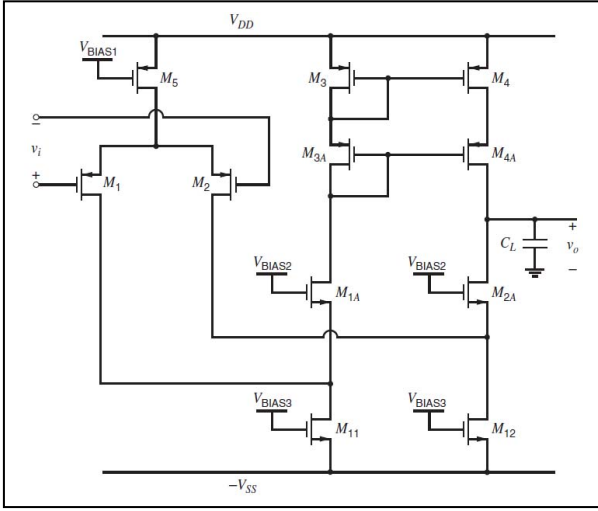 V_DD
V_BIAS1
M_5
M_3
M_4
−
v_i
+
M_1
M_2
M_3A
M_4A
C_L
+
v_o
−
V_BIAS2
V_BIAS2
M_1A
M_2A
V_BIAS3
V_BIAS3
M_11
M_12
−V_SS